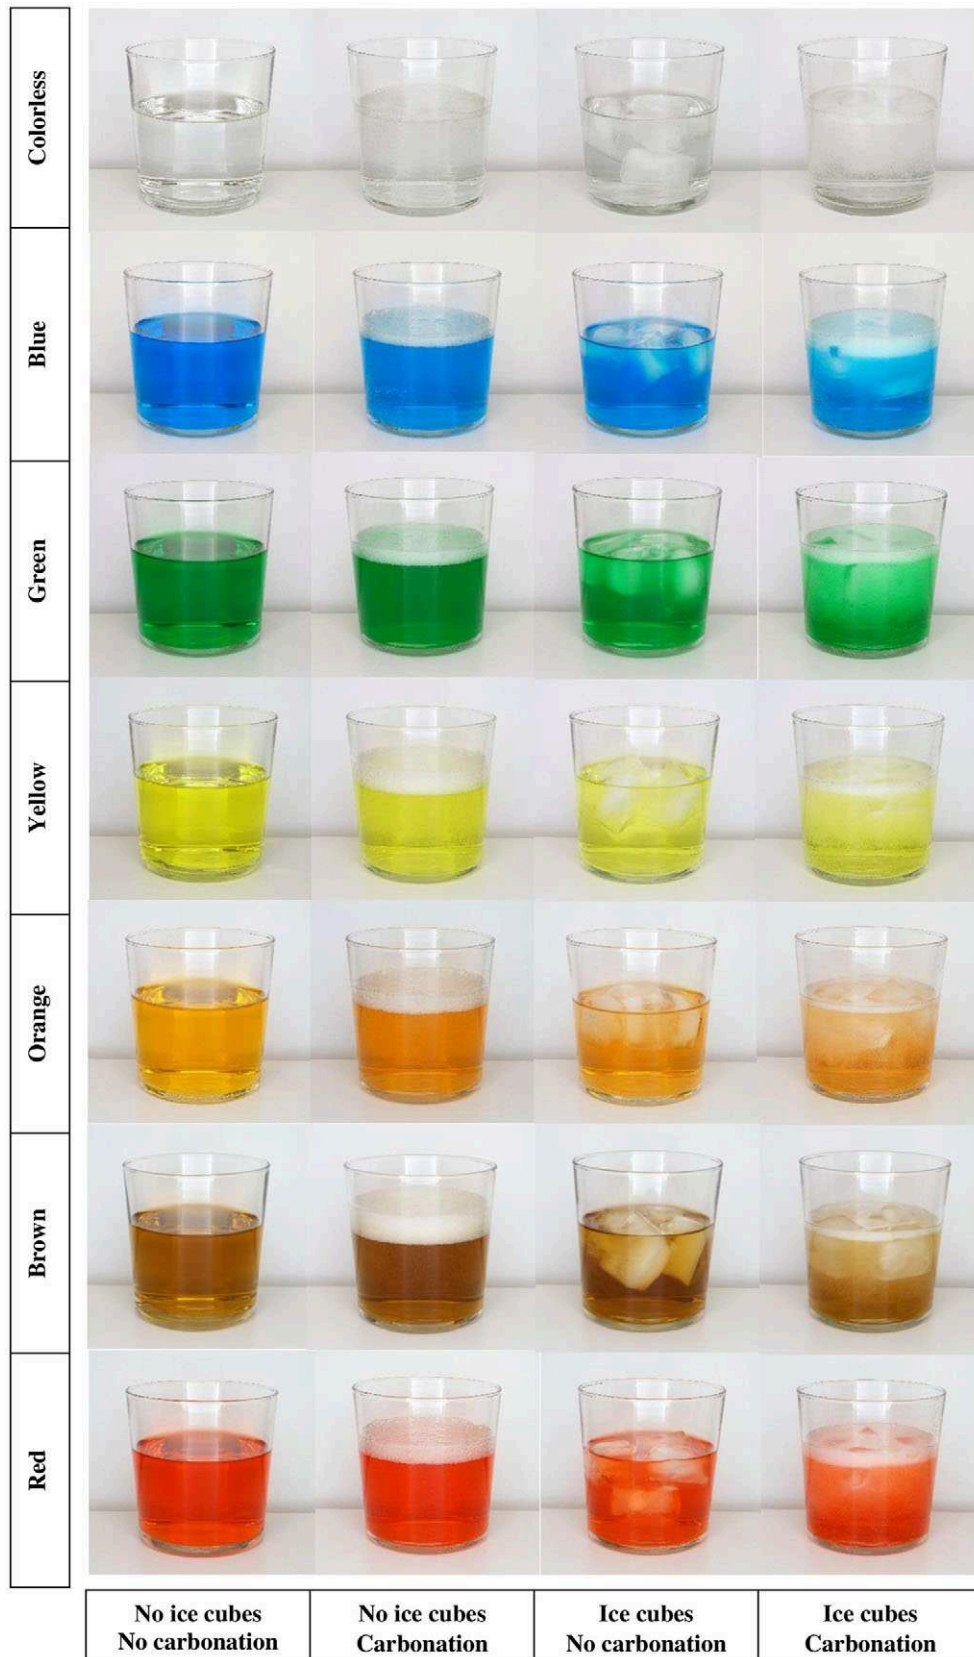 Colorless
Blue
Green
Yellow
Orange
Brown
Red
No ice cubes
No carbonation
No ice cubes
Carbonation
Ice cubes
No carbonation
Ice cubes
Carbonation